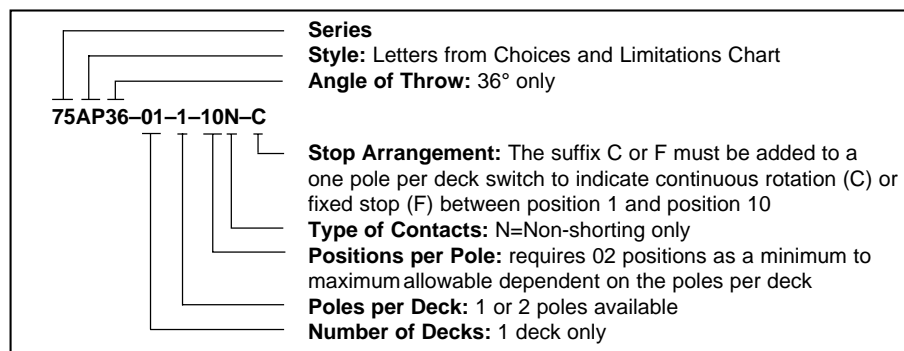 Series
Style: Letters from Choices and Limitations Chart
Angle of Throw: 36° only
75AP36–01–1–10N–C
Stop Arrangement: The suffix C or F must be added to a
one pole per deck switch to indicate continuous rotation (C) or
fixed stop (F) between position 1 and position 10
Type of Contacts: N=Non-shorting only
Positions per Pole: requires 02 positions as a minimum to
maximum allowable dependent on the poles per deck
Poles per Deck: 1 or 2 poles available
Number of Decks: 1 deck only